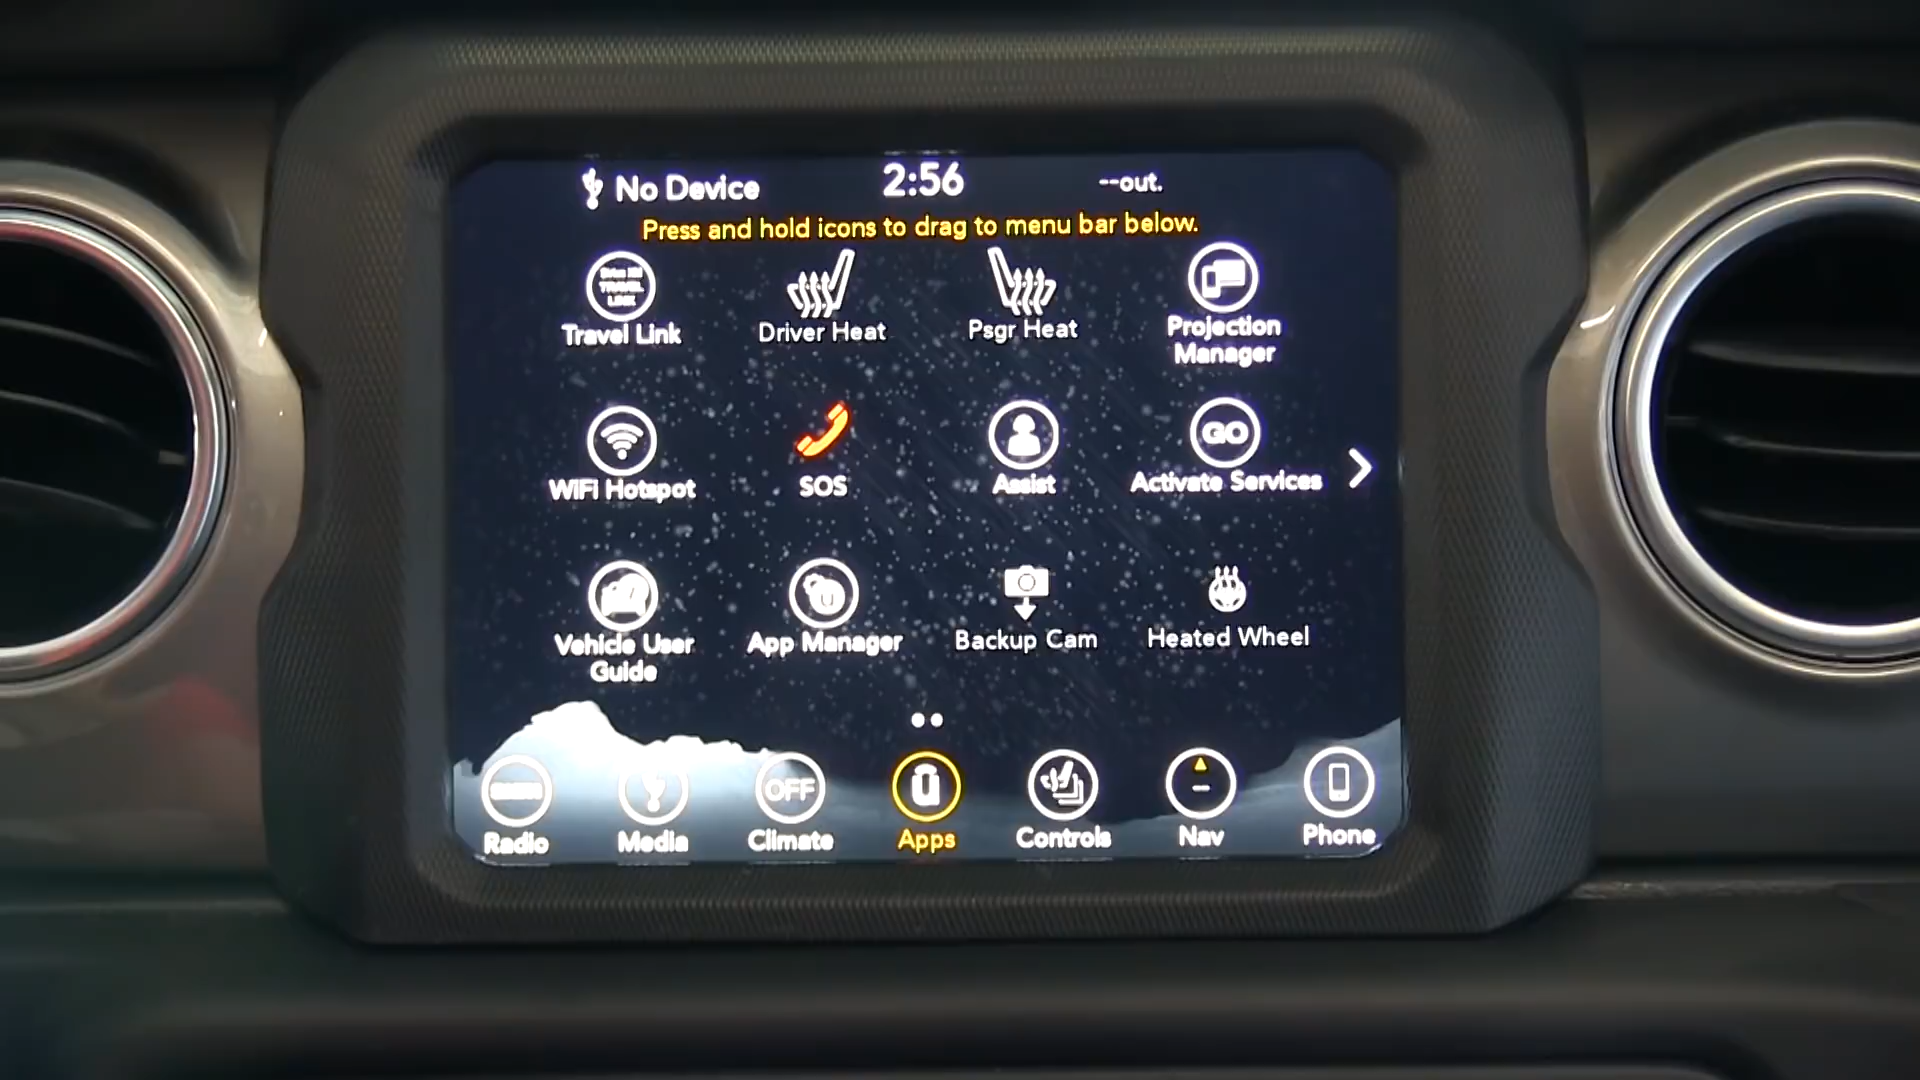 No Device 2:56 --out.
Press and hold icons to drag to menu bar below.
TRAVEL
LINK
Travel Link Driver Heat Psgr Heat Projection
Manager
GO
WiFi Hotspot SOS Assist Activate Services
Vehicle User App Manager Backup Cam Heated Wheel
Guide
OFF
Radio Media Climate Apps Controls Nav Phone